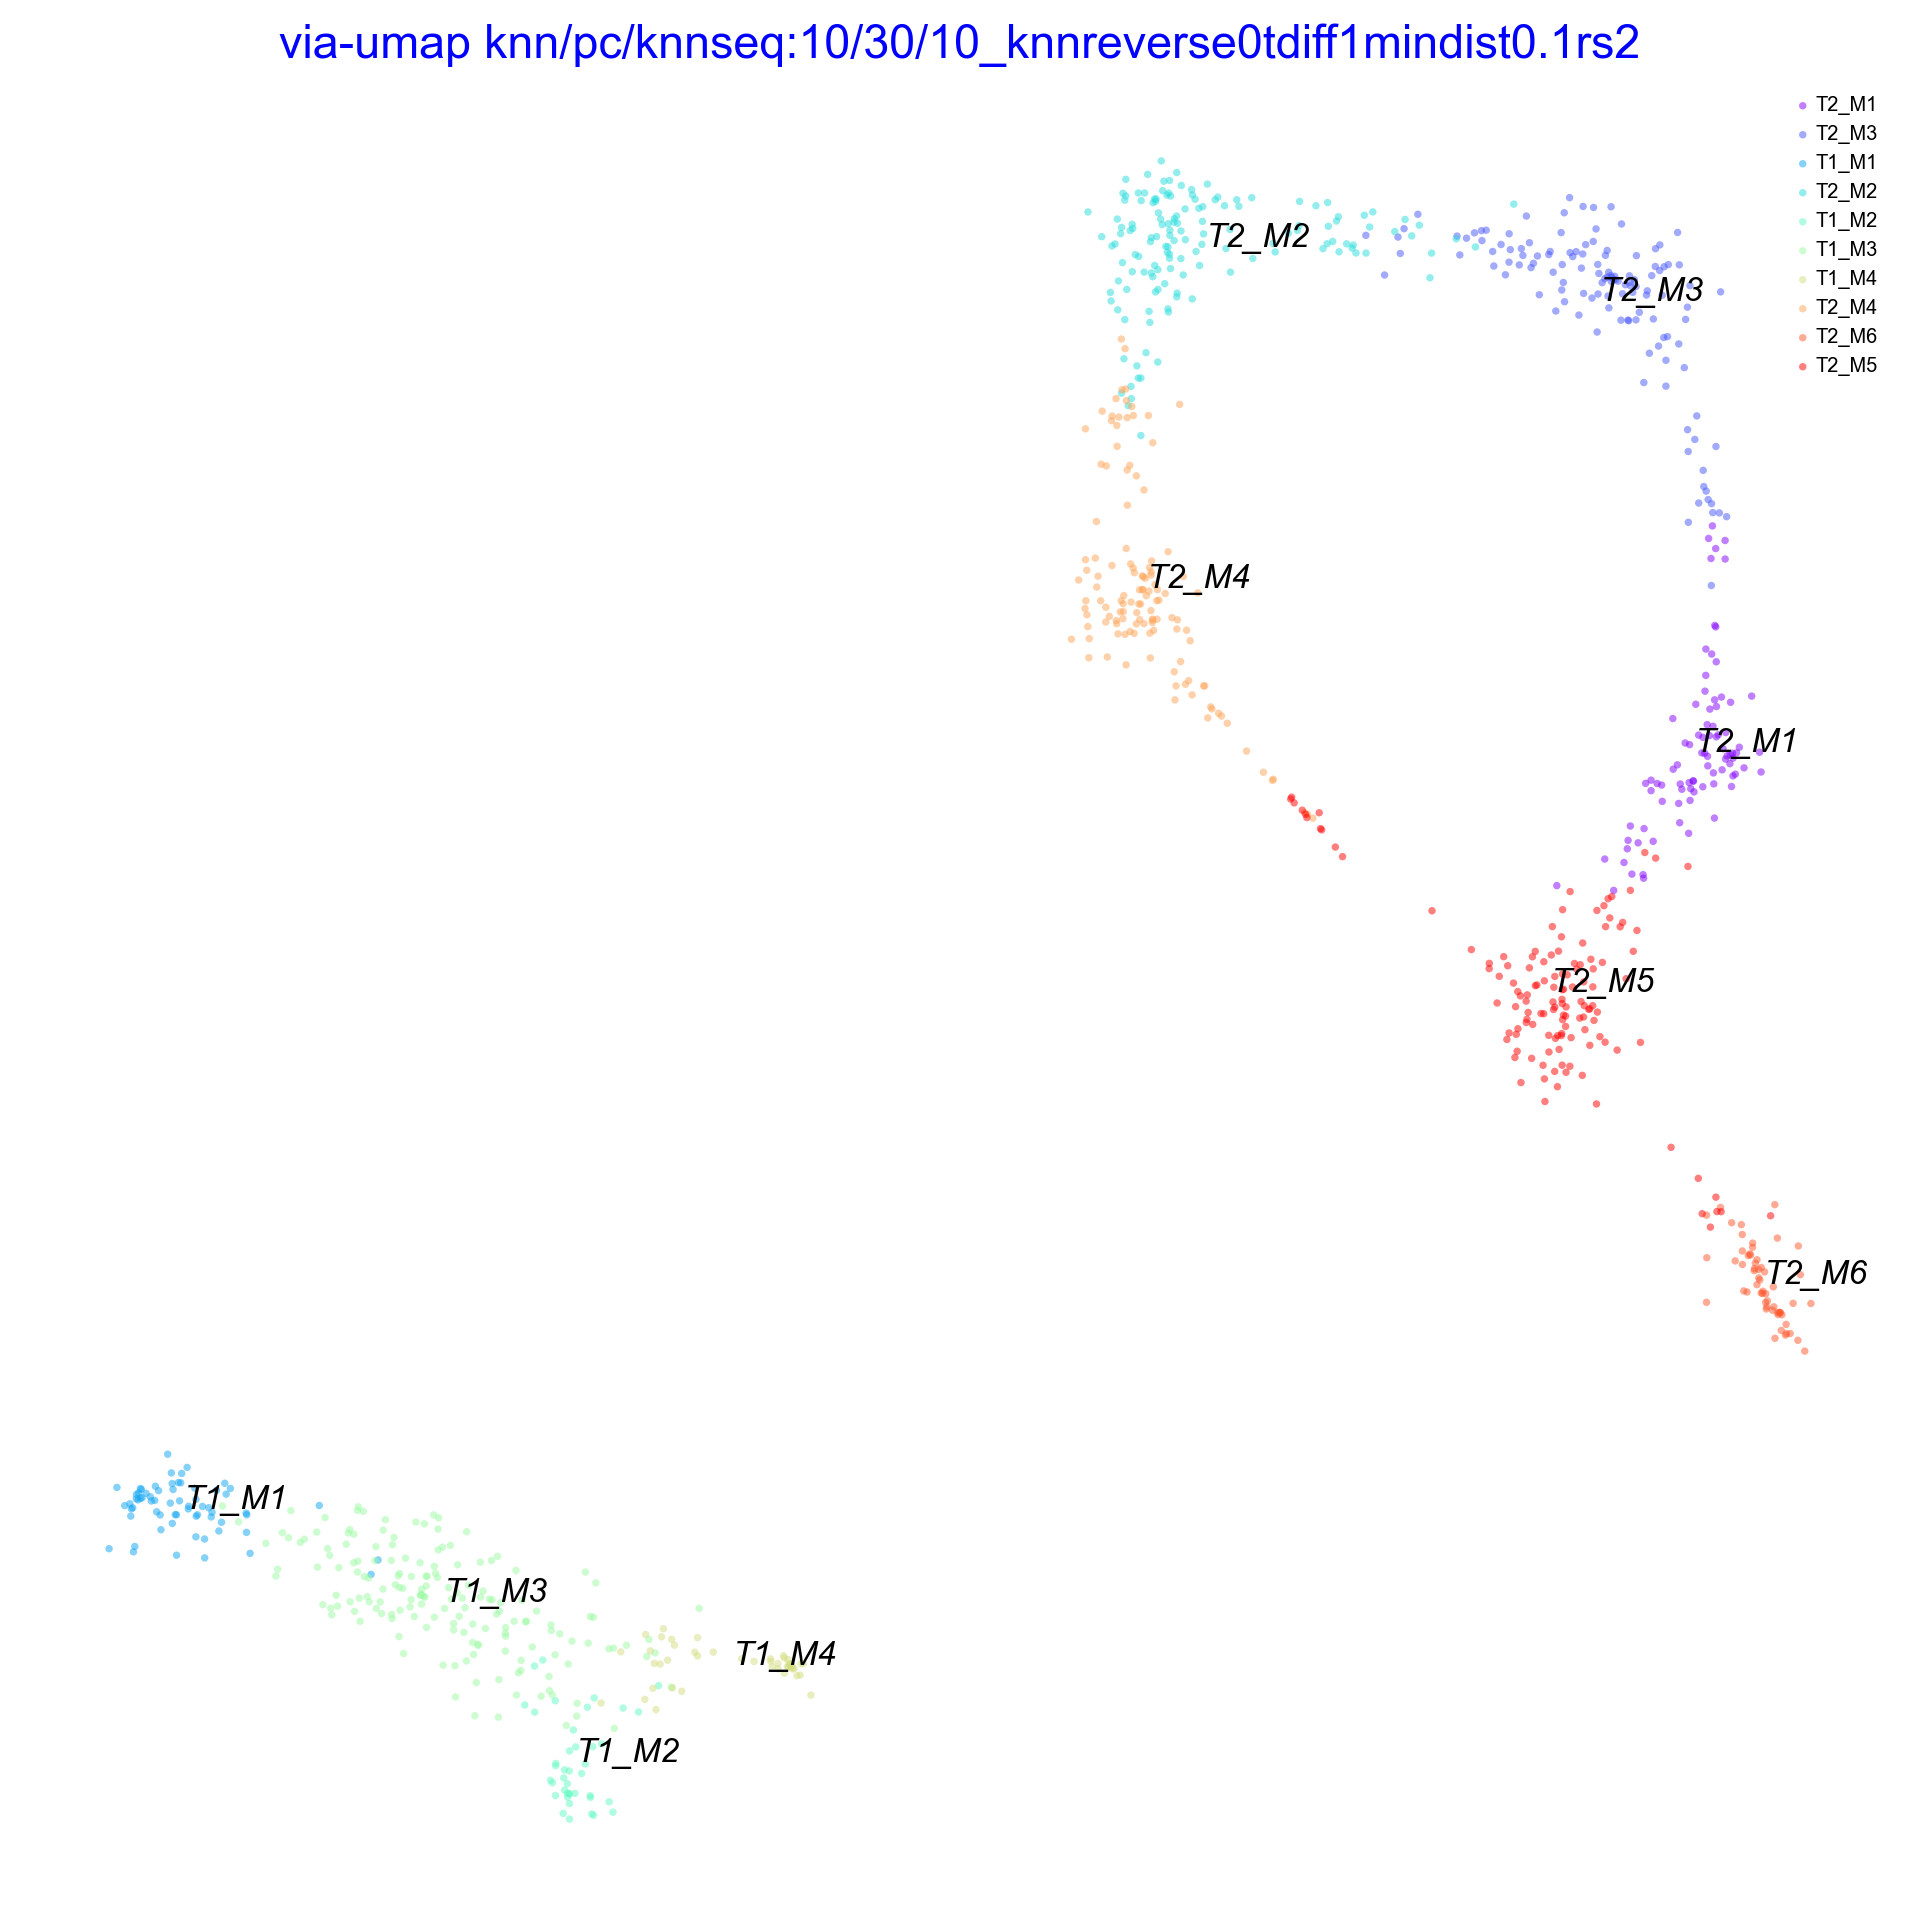 via-umap knn/pc/knnseq:10/30/10_knnreverse0tdiff1mindist0.1rs2
T2_M1
T2_M3
T1_M1
T2_M2
T1_M2
T1_M3
T1_M4
T2_M4
T2_M6
T2_M5
T2_M2
T2_M3
T2_M4
T2_M1
T2_M5
T2_M6
T1_M1
T1_M3
T1_M4
T1_M2